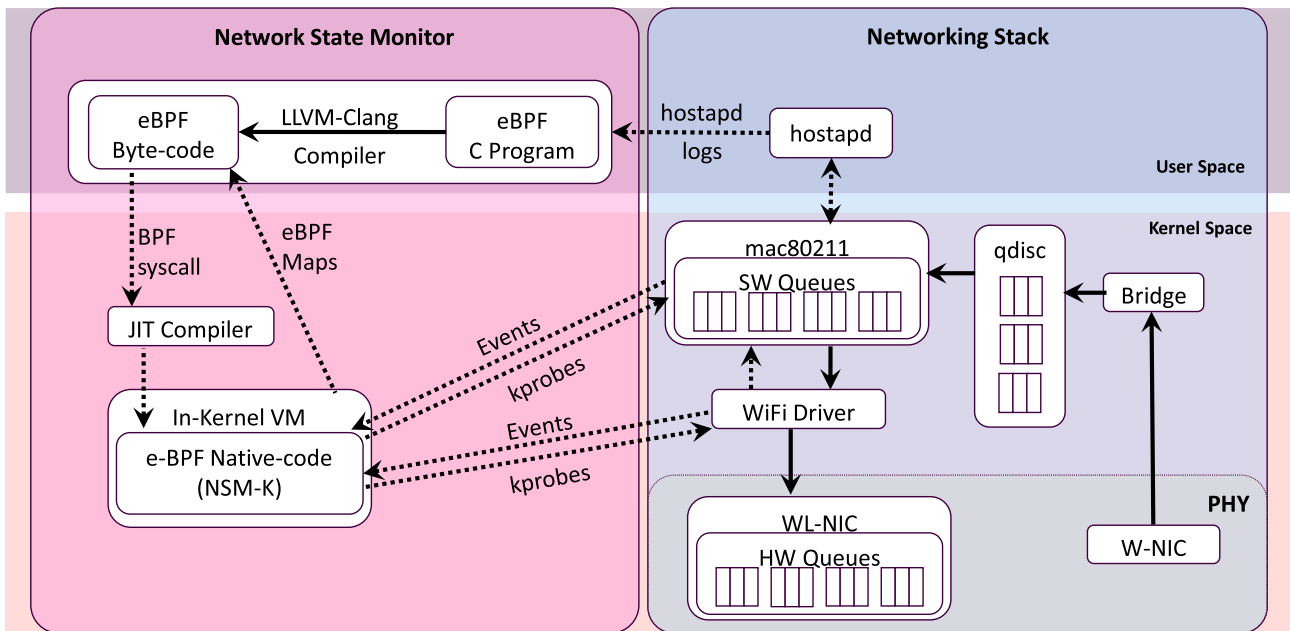 Network State Monitor
Networking Stack
eBPF
Byte-code
LLVM-Clang
Compiler
eBPF
C Program
hostapd
logs
hostapd
User Space
Kernel Space
BPF
syscall
eBPF
Maps
mac80211
SW Queues
qdisc
Bridge
JIT Compiler
Events
kprobes
In-Kernel VM
e-BPF Native-code
(NSM-K)
Events
kprobes
WiFi Driver
PHY
WL-NIC
HW Queues
W-NIC